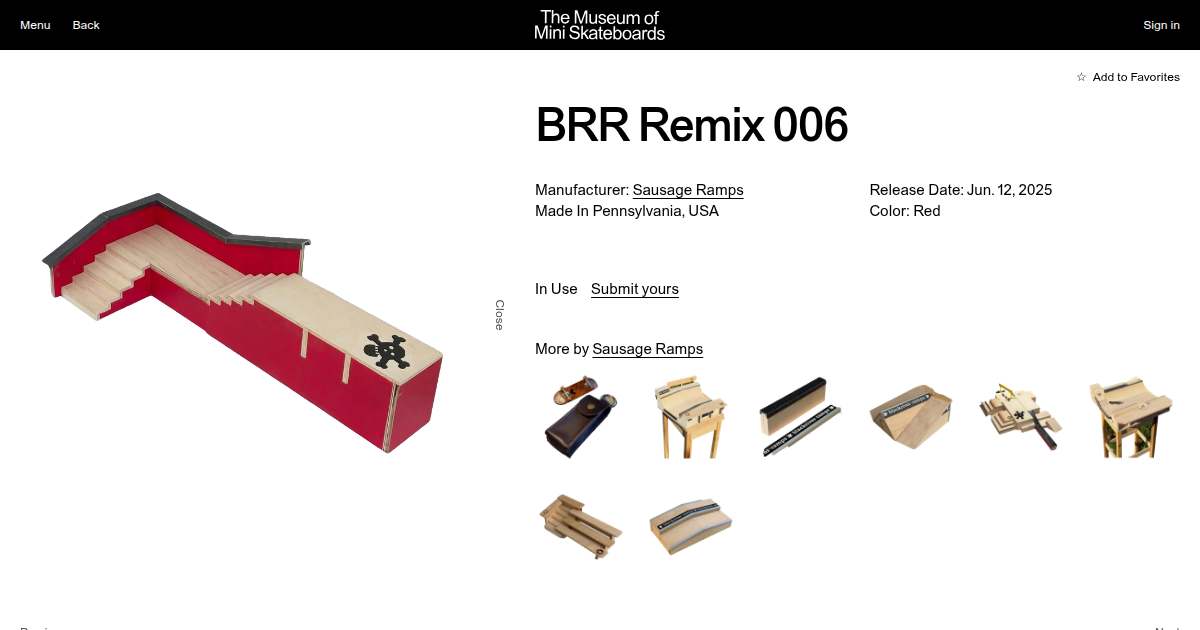 Menu
Back
The Museum of
Mini Skateboards
Sign in
☆ Add to Favorites
BRR Remix 006
Manufacturer: Sausage Ramps
Made In Pennsylvania, USA
Release Date: Jun. 12, 2025
Color: Red
Close
In Use Submit yours
More by Sausage Ramps